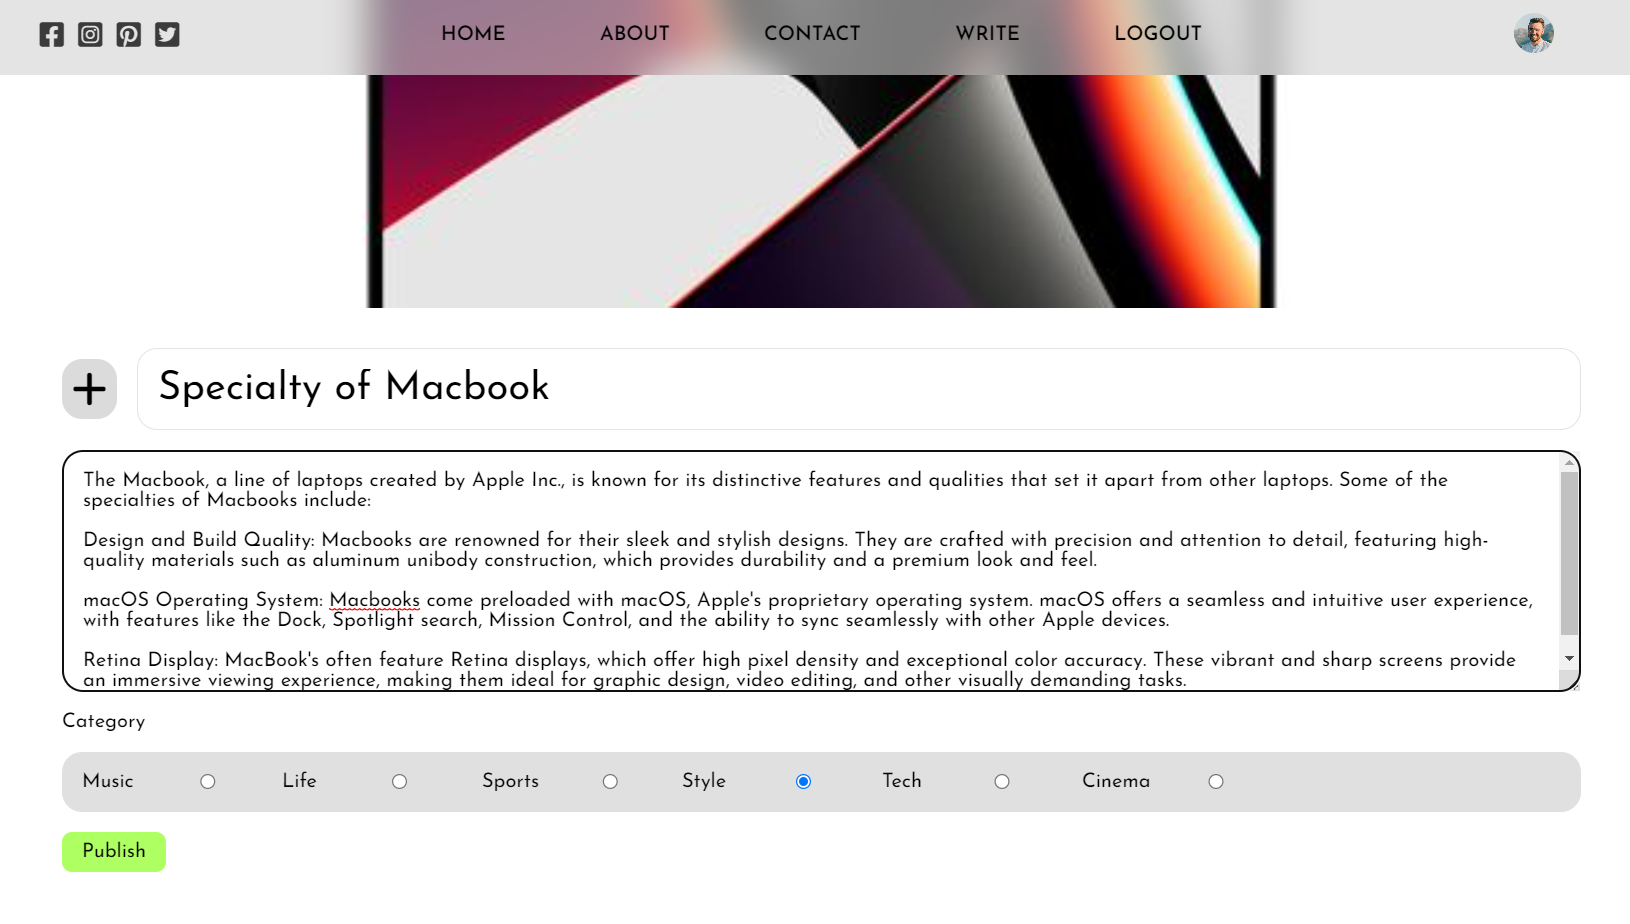 HOME ABOUT CONTACT WRITE LOGOUT
Specialty of Macbook
The Macbook, a line of laptops created by Apple Inc., is known for its distinctive features and qualities that set it apart from other laptops. Some of the
specialties of Macbooks include:
Design and Build Quality: Macbooks are renowned for their sleek and stylish designs. They are crafted with precision and attention to detail, featuring high-
quality materials such as aluminum unibody construction, which provides durability and a premium look and feel.
macOS Operating System: Macbooks come preloaded with macOS, Apple's proprietary operating system. macOS offers a seamless and intuitive user experience,
with features like the Dock, Spotlight search, Mission Control, and the ability to sync seamlessly with other Apple devices.
Retina Display: MacBook's often feature Retina displays, which offer high pixel density and exceptional color accuracy. These vibrant and sharp screens provide
an immersive viewing experience, making them ideal for graphic design, video editing, and other visually demanding tasks.
Category
Music Life Sports Style Tech Cinema
Publish